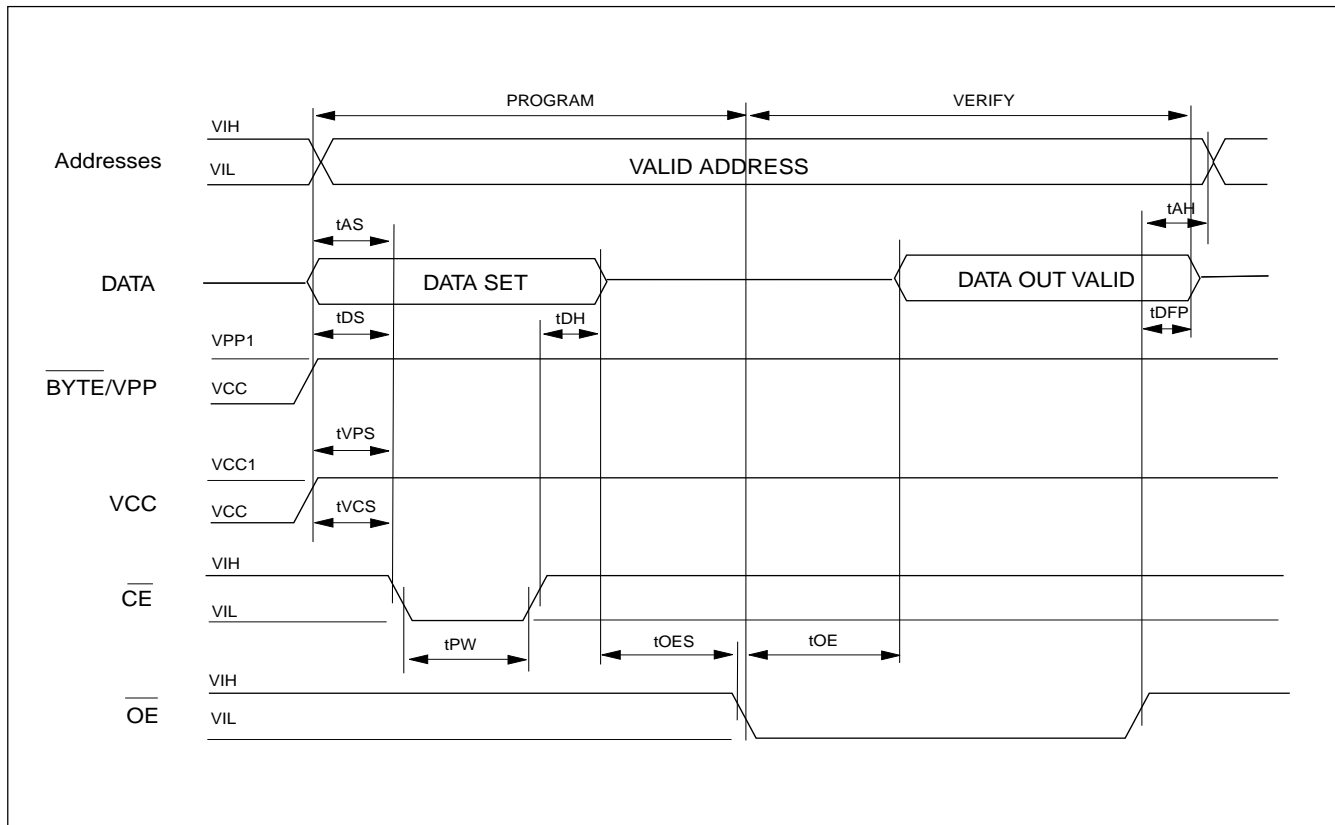 PROGRAM VERIFY
VIH
Addresses
VIL
VALID ADDRESS
tAS
tAH
DATA
DATA SET
DATA OUT VALID
tDS
tDH
tDFP
VPP1
BYTE/VPP
VCC
tVPS
VCC1
VCC
VCC
tVCS
VIH
CE
VIL
tPW
tOES
tOE
VIH
OE
VIL